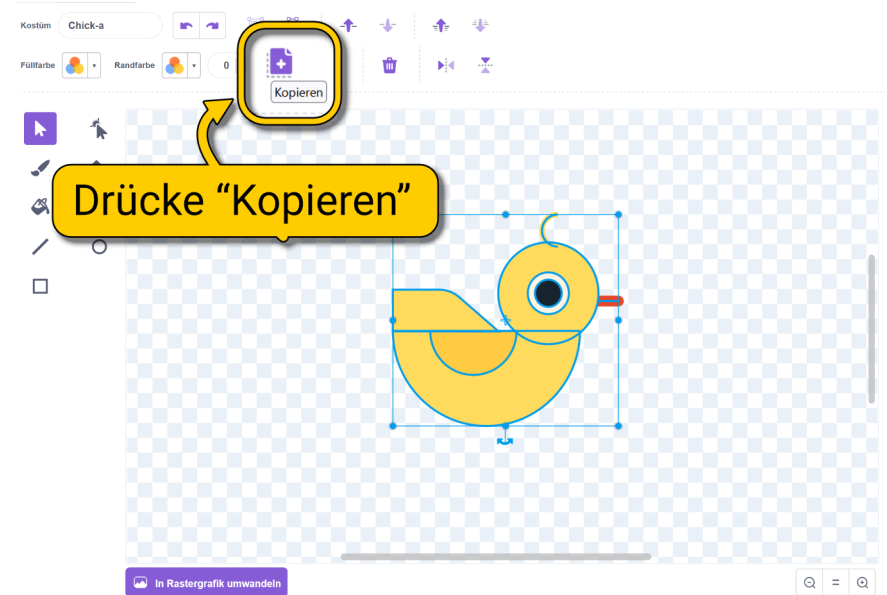 Kostüm Chick-a
Füllfarbe Randfarbe 0
Kopieren
Drücke “Kopieren”
In Rastergrafik umwandeln